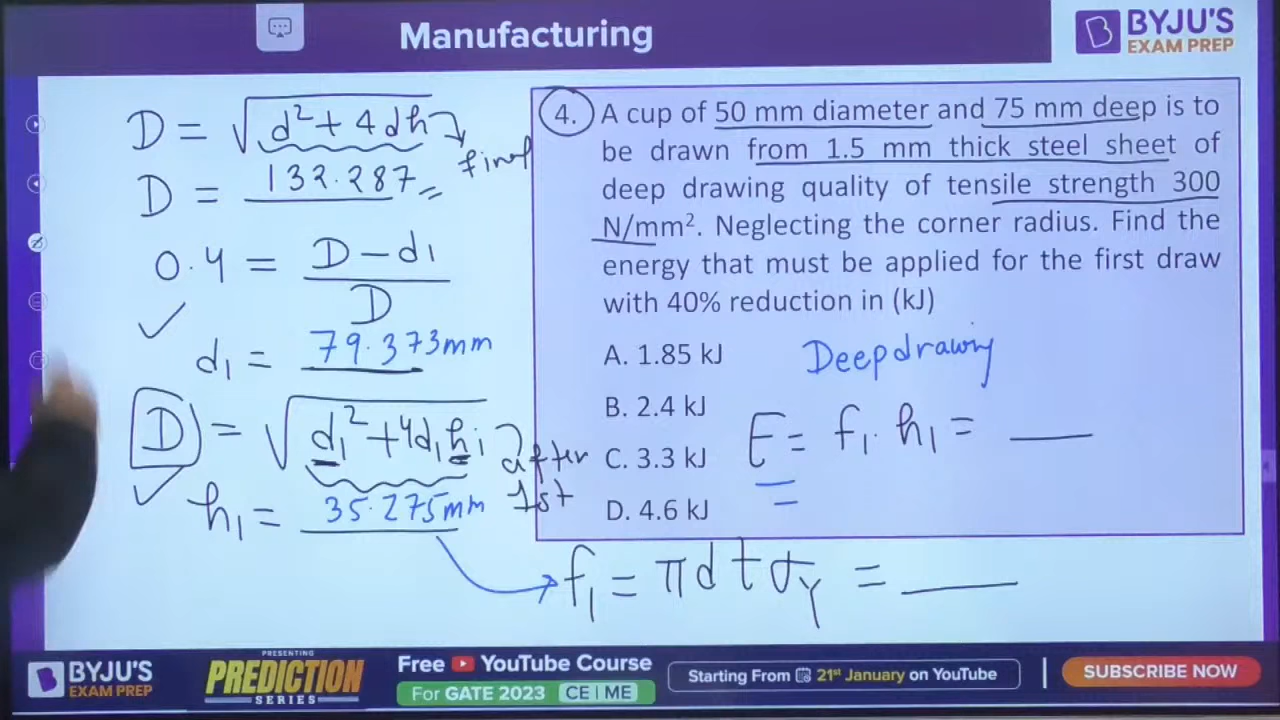 Manufacturing
BYJU'S
EXAM PREP
D = √d² + 4dh
final
D = 132.287
0.4 = D - d₁ / D
d₁ = 79.373mm
D = √d₁² + 4d₁h₁
after
1st
h₁ = 35.275mm
4. A cup of 50 mm diameter and 75 mm deep is to
be drawn from 1.5 mm thick steel sheet of
deep drawing quality of tensile strength 300
N/mm². Neglecting the corner radius. Find the
energy that must be applied for the first draw
with 40% reduction in (kJ)
A. 1.85 kJ
B. 2.4 kJ
C. 3.3 kJ
D. 4.6 kJ
Deep drawing
E = f₁. h₁ =
f₁ = πdtσy =
BYJU'S
EXAM PREP
PRESENTING
PREDICTION
SERIES
Free YouTube Course
For GATE 2023 CE | ME
Starting From 21st January on YouTube
SUBSCRIBE NOW